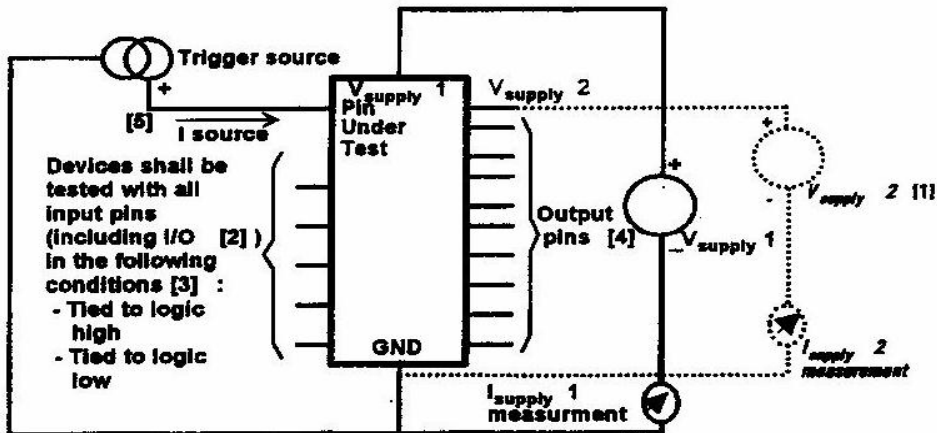 Trigger source
+
[5]
I source
V supply 1
Pin
Under
Test
V supply 2
Devices shall be
tested with all
input pins
(including I/O [2] )
in the following
conditions [3] :
- Tied to logic
high
- Tied to logic
low
Output
pins [4]
+
- V supply 1
+
- V supply 2 [1]
GND
I supply 1
measurment
I supply 2
measurement